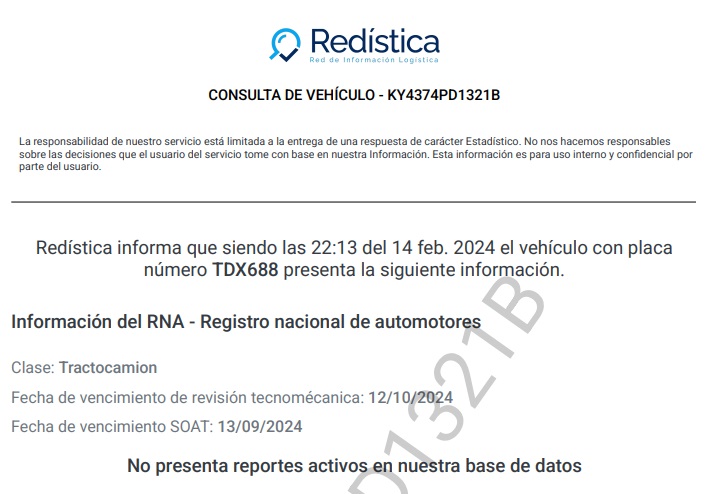 Redística
Red de Información Logística
CONSULTA DE VEHÍCULO - KY4374PD1321B
La responsabilidad de nuestro servicio está limitada a la entrega de una respuesta de carácter Estadístico. No nos hacemos responsables
sobre las decisiones que el usuario del servicio tome con base en nuestra Información. Esta información es para uso interno y confidencial por
parte del usuario.
Redística informa que siendo las 22:13 del 14 feb. 2024 el vehículo con placa
número TDX688 presenta la siguiente información.
Información del RNA - Registro nacional de automotores
Clase: Tractocamion
Fecha de vencimiento de revisión tecnomécanica: 12/10/2024
Fecha de vencimiento SOAT: 13/09/2024
No presenta reportes activos en nuestra base de datos
D1321B